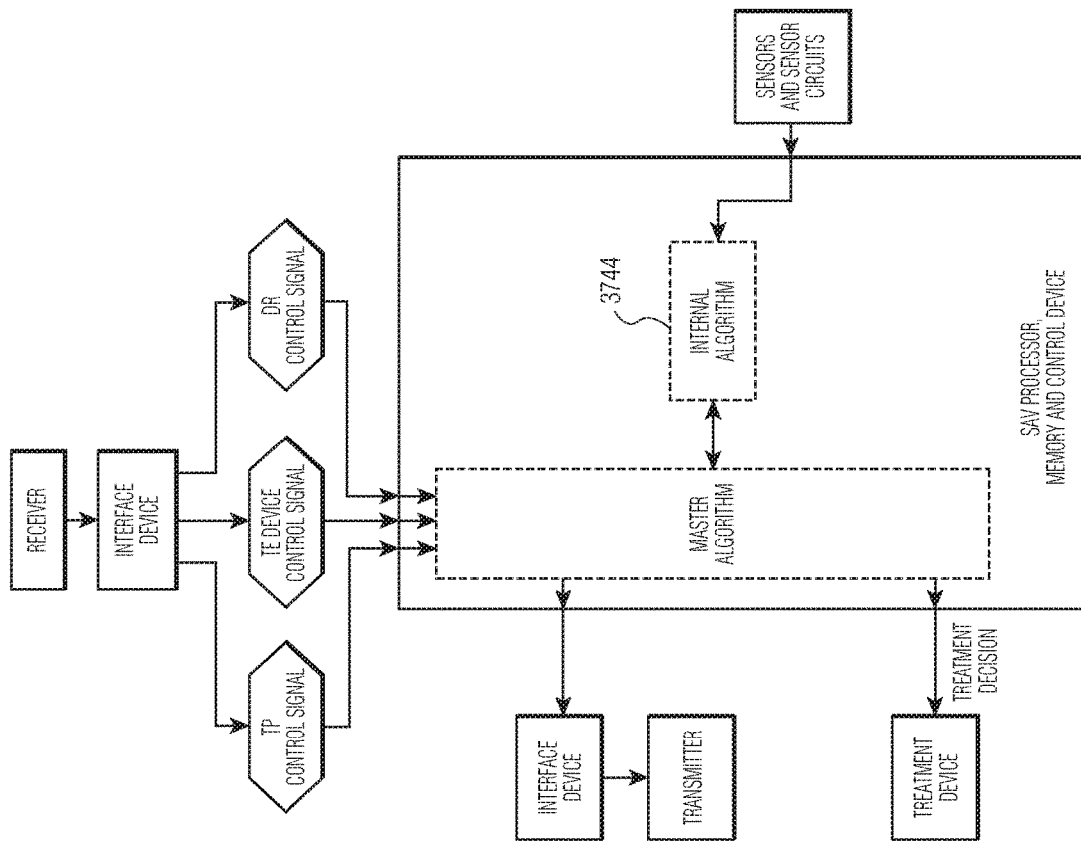 RECEIVER
INTERFACE
DEVICE
TP
CONTROL SIGNAL
TE DEVICE
CONTROL SIGNAL
DR
CONTROL SIGNAL
SENSORS
AND SENSOR
CIRCUITS
3744
INTERNAL
ALGORITHM
MASTER
ALGORITHM
SAV PROCESSOR,
MEMORY AND CONTROL DEVICE
INTERFACE
DEVICE
TRANSMITTER
TREATMENT
DECISION
TREATMENT
DEVICE